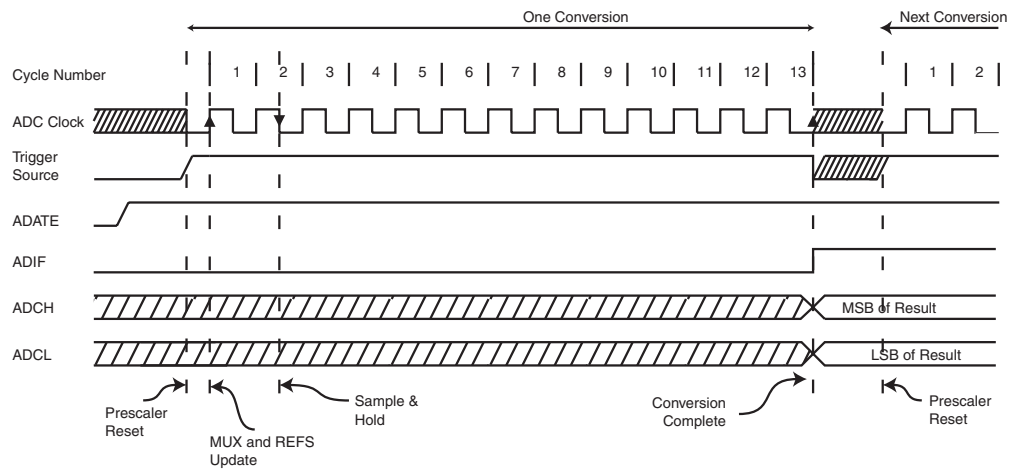 One Conversion
Next Conversion
Cycle Number
1 2 3 4 5 6 7 8 9 10 11 12 13 1 2
ADC Clock
Trigger
Source
ADATE
ADIF
ADCH
MSB of Result
ADCL
LSB of Result
Prescaler
Reset
MUX and REFS
Update
Sample &
Hold
Conversion
Complete
Prescaler
Reset